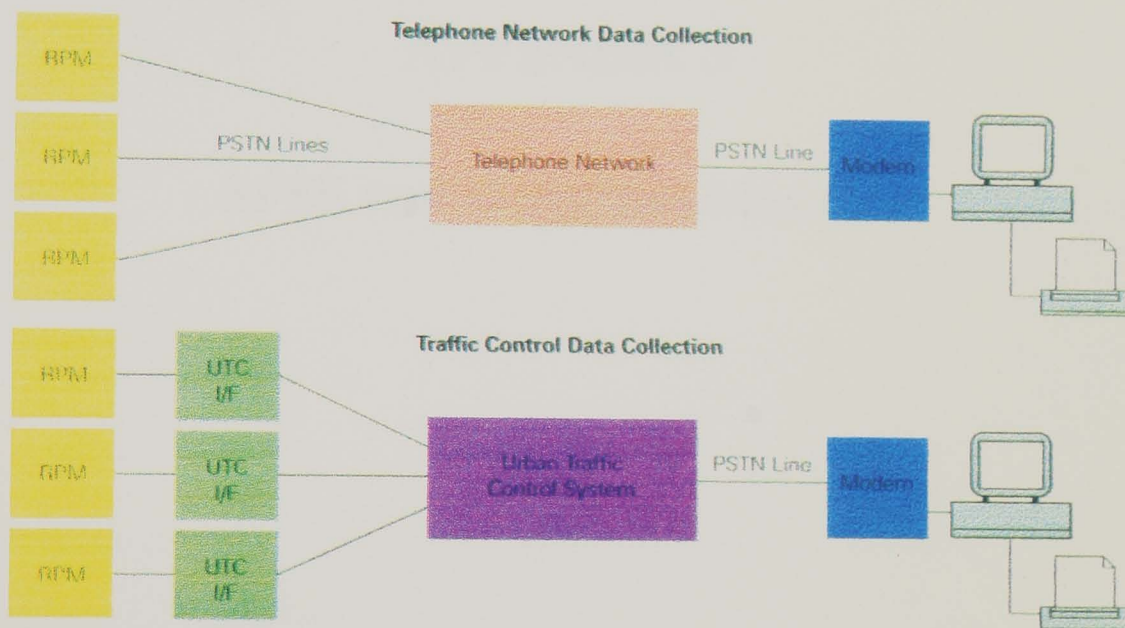 Telephone Network Data Collection
RPM
RPM
RPM
PSTN Lines
Telephone Network
PSTN Line
Modem
Traffic Control Data Collection
RPM
RPM
RPM
UTC
I/F
UTC
I/F
UTC
I/F
Urban Traffic
Control System
PSTN Line
Modem